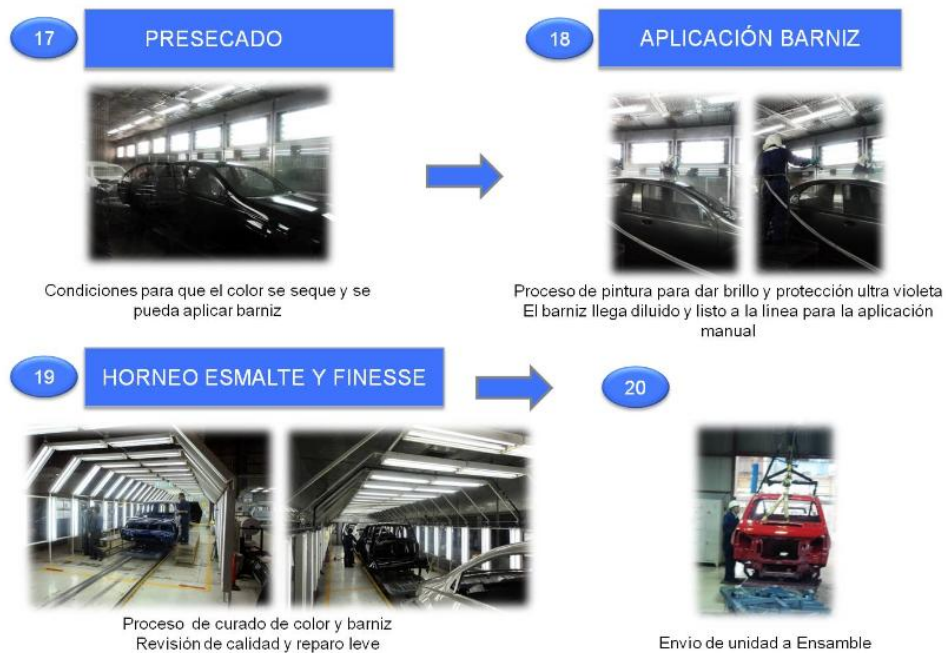 17
PRESECADO
18
APLICACIÓN BARNIZ
Condiciones para que el color se seque y se
pueda aplicar barniz
Proceso de pintura para dar brillo y protección ultra violeta
El barniz llega diluido y listo a la linea para la aplicación
manual
19
HORNEO ESMALTE Y FINESSE
20
Proceso de curado de color y barniz
Revisión de calidad y reparo leve
Envio de unidad a Ensamble